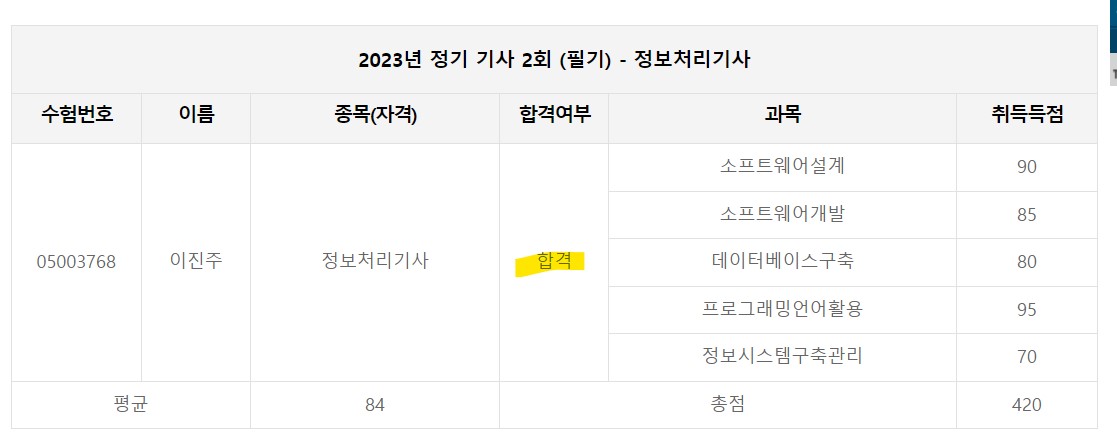 2023년 정기 기사 2회 (필기) - 정보처리기사
수험번호 이름 종목(자격) 합격여부 과목 취득득점
소프트웨어설계 90
소프트웨어개발 85
05003768 이진주 정보처리기사 합격 데이터베이스구축 80
프로그래밍언어활용 95
정보시스템구축관리 70
평균 84 총점 420